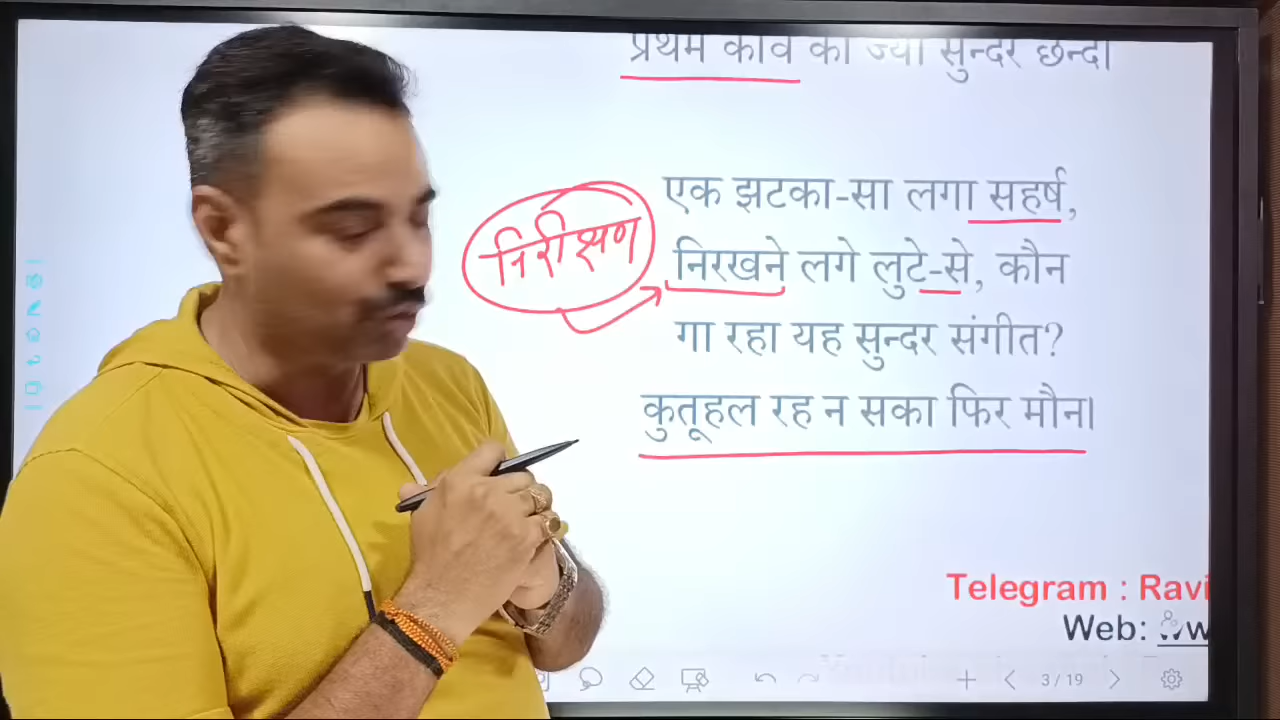 प्रथम कवि का ज्यों सुन्दर छन्द।
एक झटका-सा लगा सहर्ष,
निरीक्षण
निरखने लगे लुटे-से, कौन
गा रहा यह सुन्दर संगीत?
कुतूहल रह न सका फिर मौन।
Telegram : Ravi
Web:
3 / 19